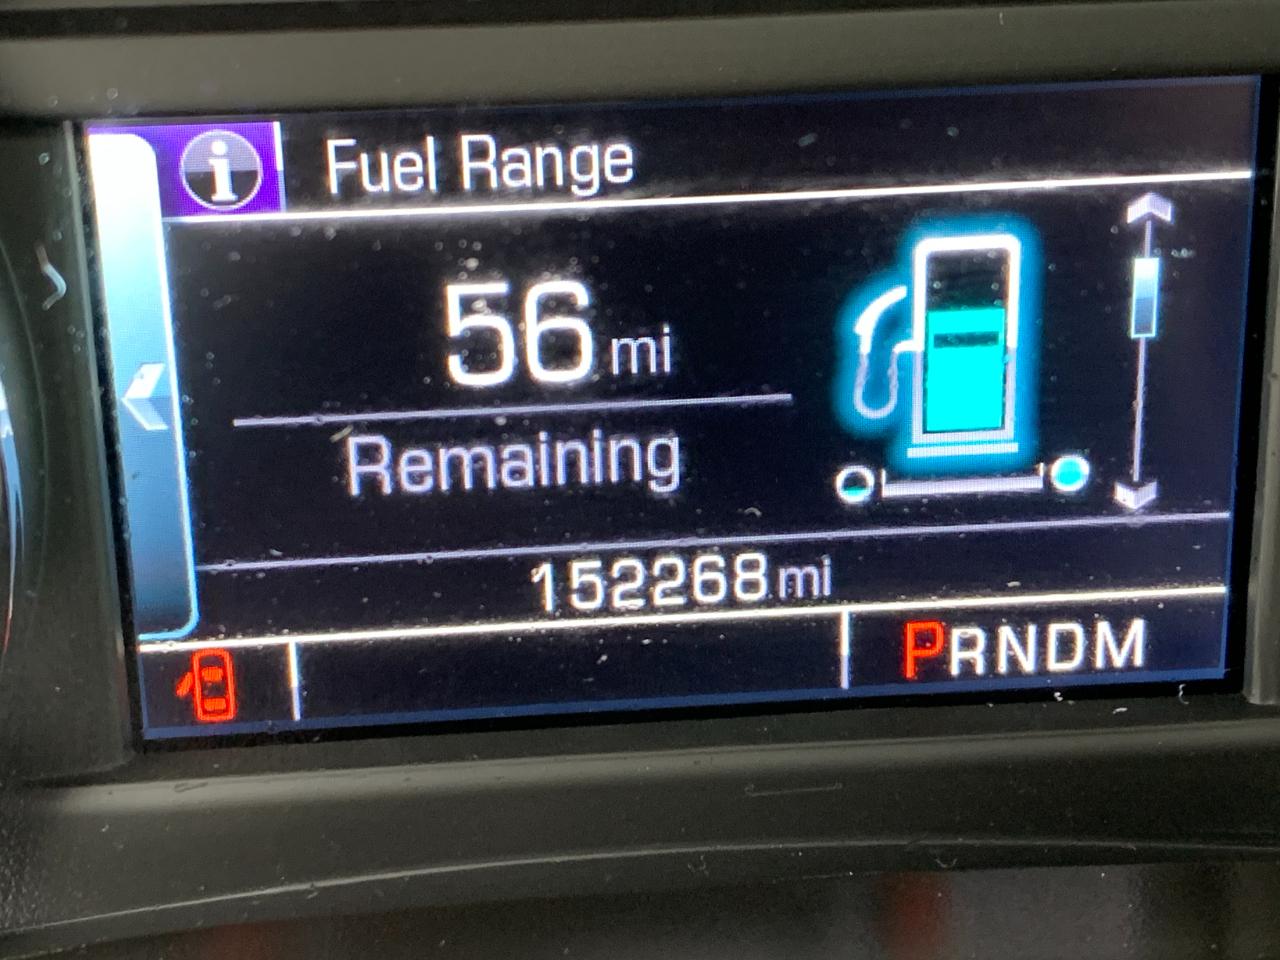 i Fuel Range
56 mi
Remaining
152268 mi
PRNDM